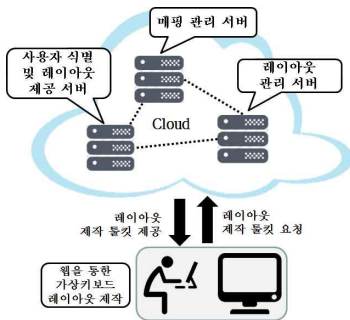 매핑 관리 서버
사용자 식별
및 레이아웃
제공 서버
레이아웃
관리 서버
Cloud
레이아웃
제작 툴킷 제공
레이아웃
제작 툴킷 요청
웹을 통한
가상키보드
레이아웃 제작